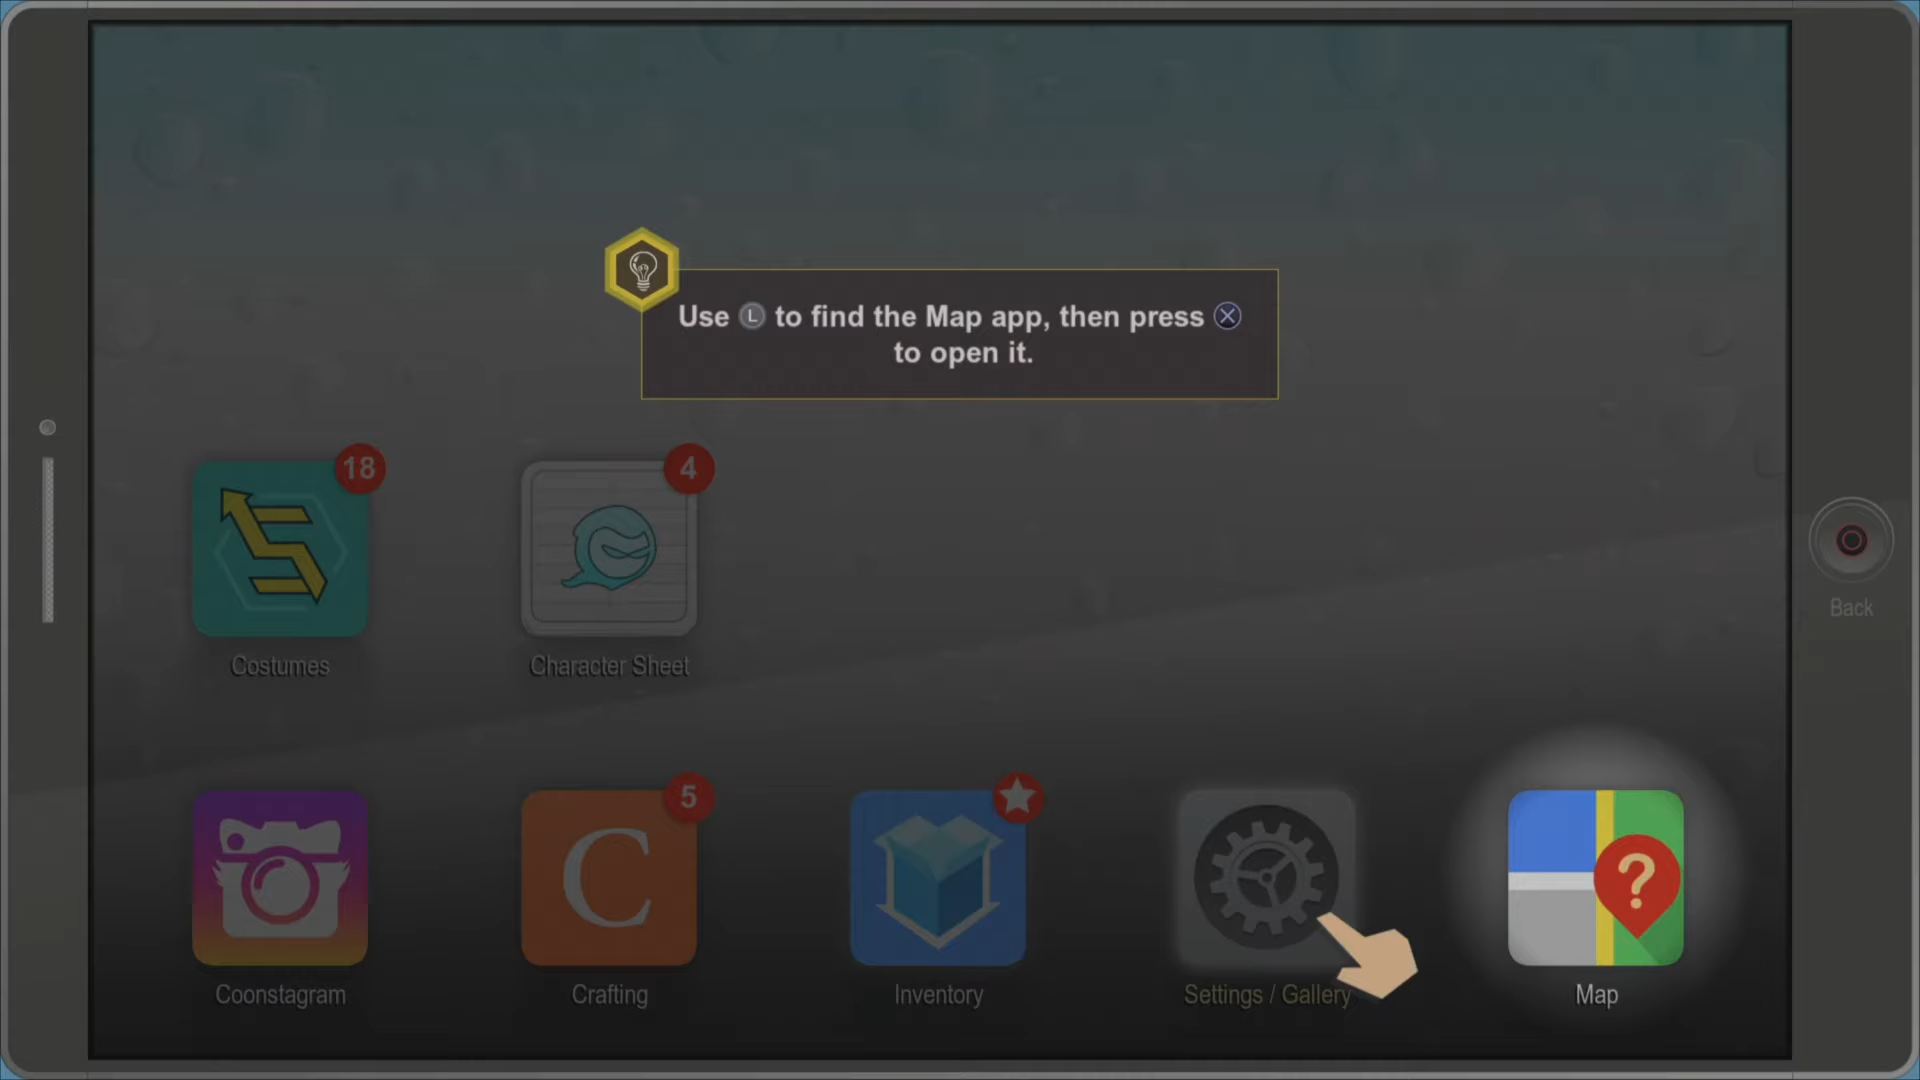 Use L to find the Map app, then press
to open it.
18
4
Costumes
Character Sheet
Back
5
C
?
Coonstagram
Crafting
Inventory
Settings / Gallery
Map